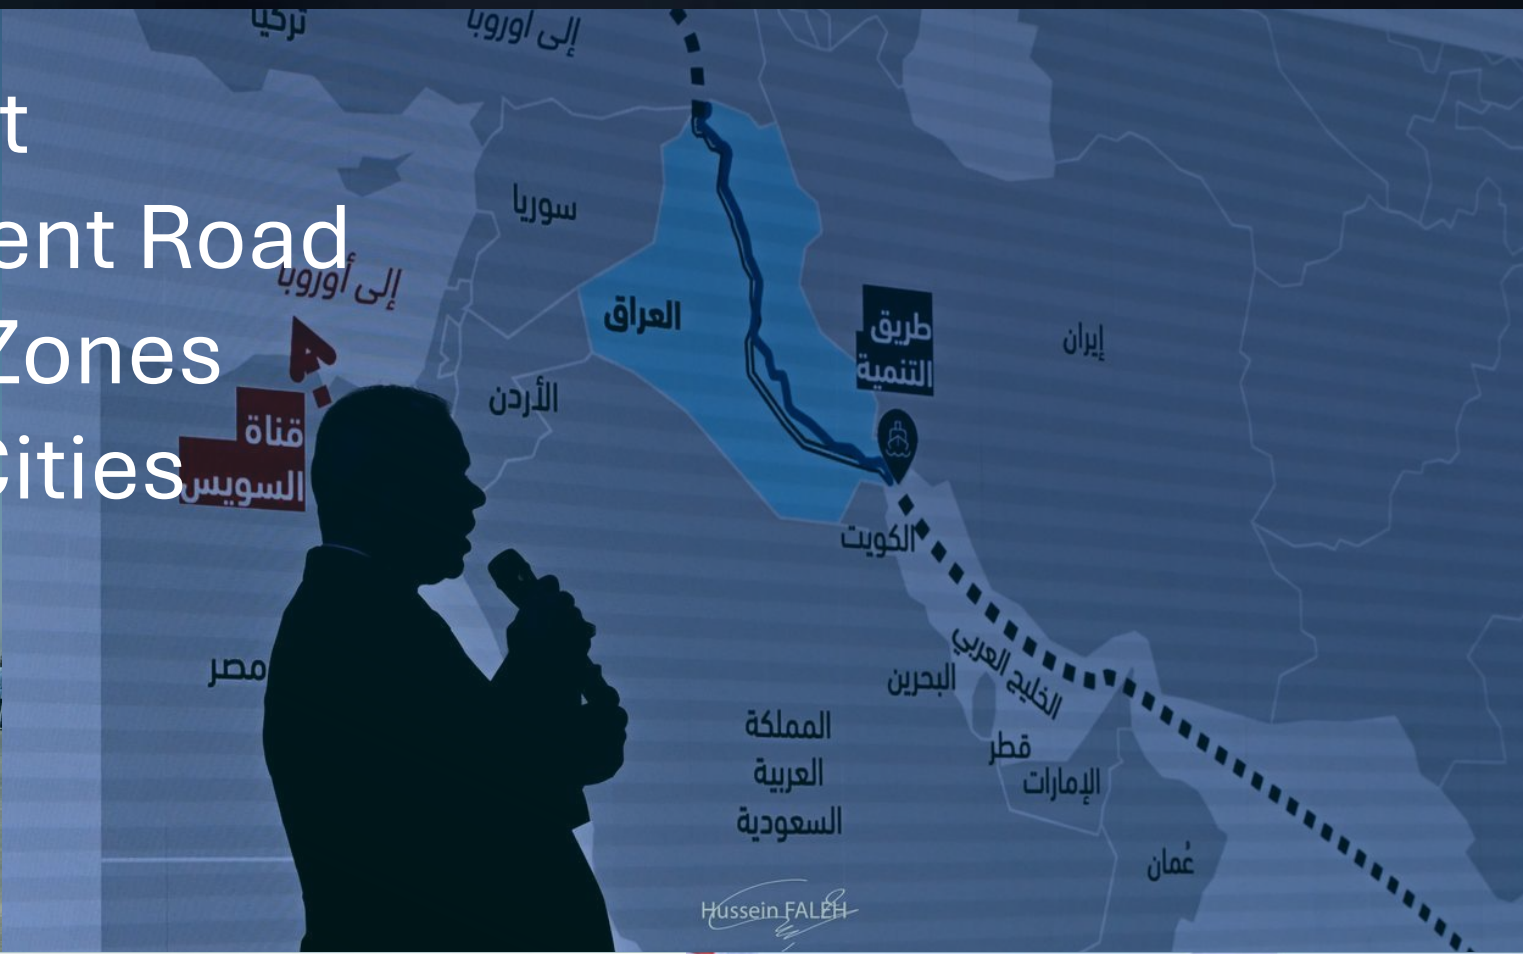 تركيا
إلى أوروبا
t
ent Road
Zones
Cities
إلى أوروبا
سوريا
العراق
طريق
التنمية
إيران
الأردن
قناة
السويس
الكويت
مصر
الخليج العربي
البحرين
قطر
الإمارات
المملكة
العربية
السعودية
عُمان
Hussein FALEH